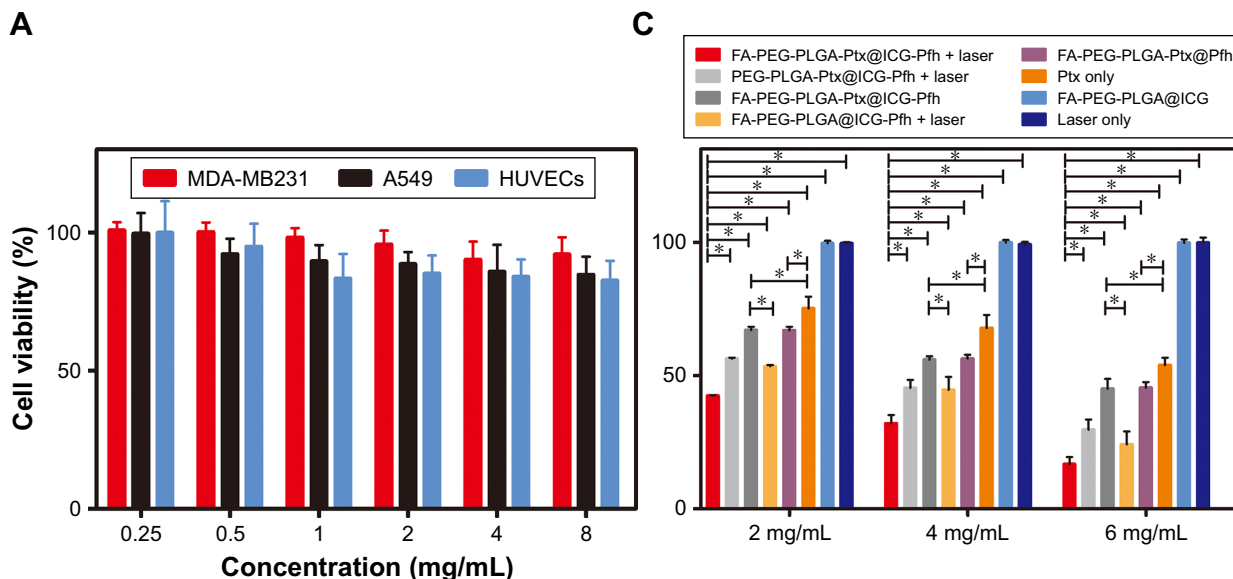 A
Cell viability (%)
100
50
0
MDA-MB231 A549 HUVECs
0.25 0.5 1 2 4 8
Concentration (mg/mL)
C
FA-PEG-PLGA-Ptx@ICG-Pfh + laser
PEG-PLGA-Ptx@ICG-Pfh + laser
FA-PEG-PLGA-Ptx@ICG-Pfh
FA-PEG-PLGA@ICG-Pfh + laser
FA-PEG-PLGA-Ptx@Pfh
Ptx only
FA-PEG-PLGA@ICG
Laser only
100
50
0
* * *
* * *
* * *
* * *
* * *
* * *
* * *
* * *
* * *
* * *
2 mg/mL 4 mg/mL 6 mg/mL